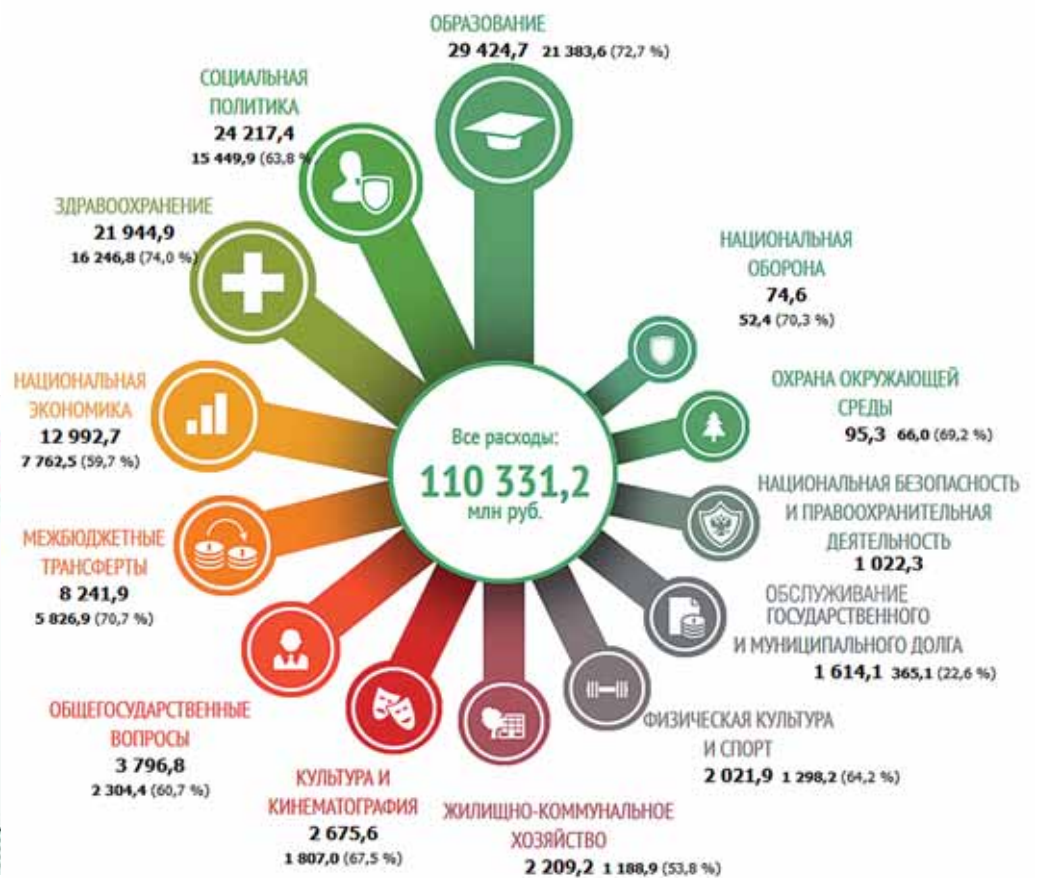 ОБРАЗОВАНИЕ
29 424,7 21 383,6 (72,7 %)
СОЦИАЛЬНАЯ
ПОЛИТИКА
24 217,4
15 449,9 (63,8 %
ЗДРАВООХРАНЕНИЕ
21 944,9
16 246,8 (74,0 %)
НАЦИОНАЛЬНАЯ
ЭКОНОМИКА
12 992,7
7 762,5 (59,7 %)
МЕЖБЮДЖЕТНЫЕ
ТРАНСФЕРТЫ
8 241,9
5 826,9 (70,7 %)
ОБЩЕГОСУДАРСТВЕННЫЕ
ВОПРОСЫ
3 796,8
2 304,4 (60,7 %)
КУЛЬТУРА И
КИНЕМАТОГРАФИЯ
2 675,6
1 807,0 (67,5 %)
ЖИЛИЩНО-КОММУНАЛЬНОЕ
ХОЗЯЙСТВО
2 209,2 1 188,9 (53,8 %)
ФИЗИЧЕСКАЯ КУЛЬТУРА
И СПОРТ
2 021,9 1 298,2 (64,2 %)
ОБСЛУЖИВАНИЕ
ГОСУДАРСТВЕННОГО
И МУНИЦИПАЛЬНОГО ДОЛГА
1 614,1 365,1 (22,6 %)
НАЦИОНАЛЬНАЯ БЕЗОПАСНОСТЬ
И ПРАВООХРАНИТЕЛЬНАЯ
ДЕЯТЕЛЬНОСТЬ
1 022,3
ОХРАНА ОКРУЖАЮЩЕЙ
СРЕДЫ
95,3 66,0 (69,2 %)
НАЦИОНАЛЬНАЯ
ОБОРОНА
74,6
52,4 (70,3 %)
Все расходы:
110 331,2
млн руб.